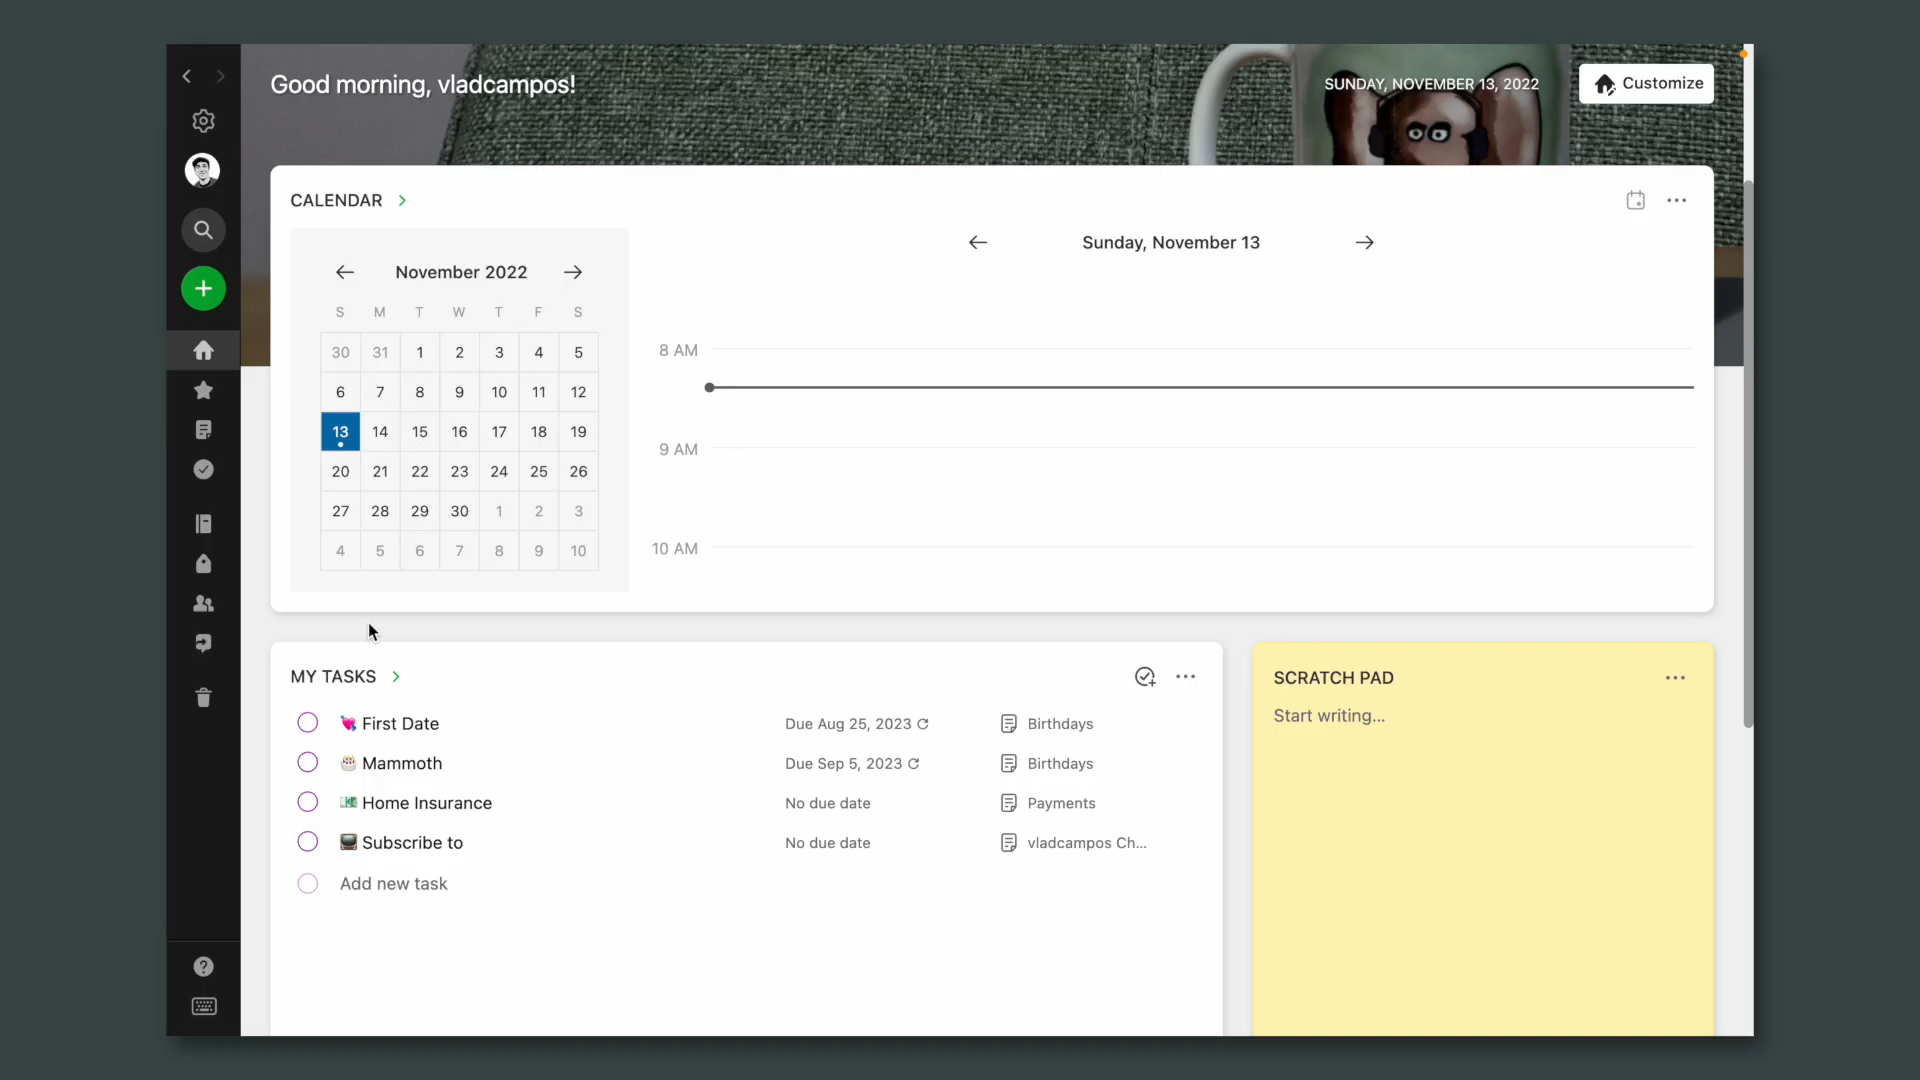 Good morning, vladcampos!
SUNDAY, NOVEMBER 13, 2022
Customize
CALENDAR
November 2022
S M T W T F S
30 31 1 2 3 4 5
6 7 8 9 10 11 12
13 14 15 16 17 18 19
20 21 22 23 24 25 26
27 28 29 30 1 2 3
4 5 6 7 8 9 10
Sunday, November 13
8 AM
9 AM
10 AM
MY TASKS
First Date Due Aug 25, 2023 Birthdays
Mammoth Due Sep 5, 2023 Birthdays
Home Insurance No due date Payments
Subscribe to No due date vladcampos Ch...
Add new task
SCRATCH PAD
Start writing...